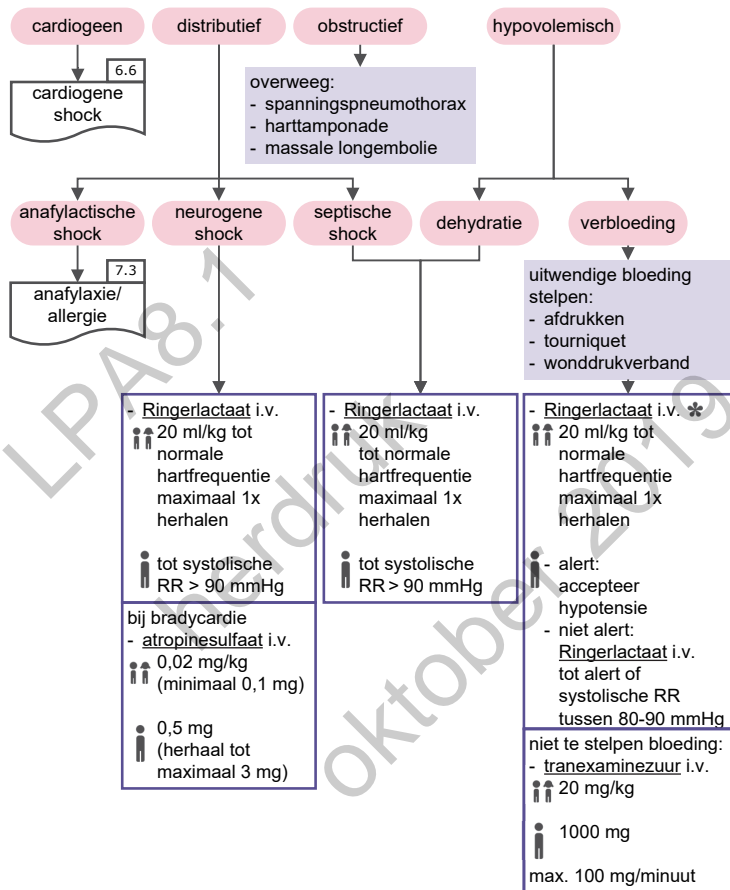 cardiogeen
distributief
obstructief
hypovolemisch
6.6
cardiogene
shock
overweeg:
- spanningspneumothorax
- harttamponade
- massale longembolie
anafylactische
shock
neurogene
shock
septische
shock
dehydratie
verbloeding
7.3
anafylaxie/
allergie
uitwendige bloeding
stelpen:
- afdrukken
- tourniquet
- wonddrukverband
- Ringerlactaat i.v.
20 ml/kg tot
normale
hartfrequentie
maximaal 1x
herhalen
tot systolische
RR > 90 mmHg
bij bradycardie
- atropinesulfaat i.v.
0,02 mg/kg
(minimaal 0,1 mg)
0,5 mg
(herhaal tot
maximaal 3 mg)
- Ringerlactaat i.v.
20 ml/kg
tot normale
hartfrequentie
maximaal 1x
herhalen
tot systolische
RR > 90 mmHg
- Ringerlactaat i.v. *
20 ml/kg tot
normale
hartfrequentie
maximaal 1x
herhalen
- alert:
accepteer
hypotensie
- niet alert:
Ringerlactaat i.v.
tot alert of
systolische RR
tussen 80-90 mmHg
niet te stelpen bloeding:
- tranexaminezuur i.v.
20 mg/kg
1000 mg
max. 100 mg/minuut
LPA8.1
herdruk
oktober 2019